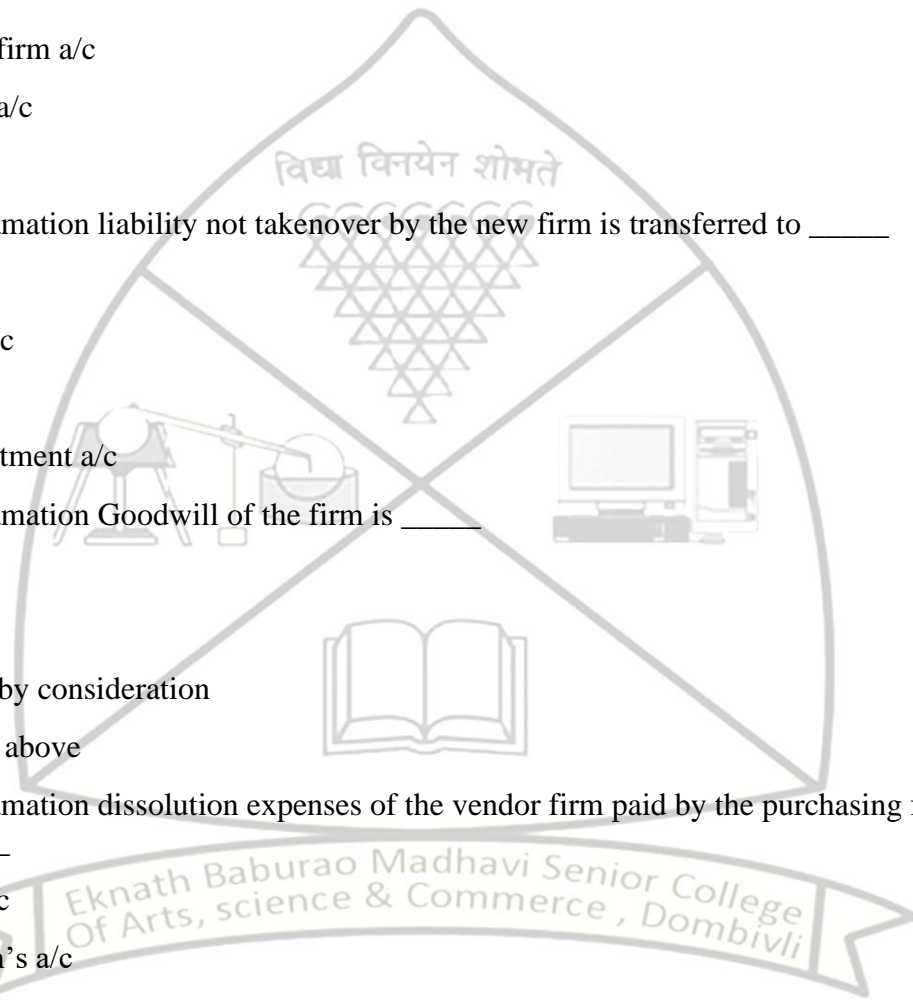 firm a/c
a/c
विद्या विनयेन शोभते
mation liability not takenover by the new firm is transferred to _____
/c
tment a/c
mation Goodwill of the firm is _____
by consideration
above
mation dissolution expenses of the vendor firm paid by the purchasing
_
c
Eknath Baburao Madhavi Senior College
Of Arts, science & Commerce , Dombivli
's a/c